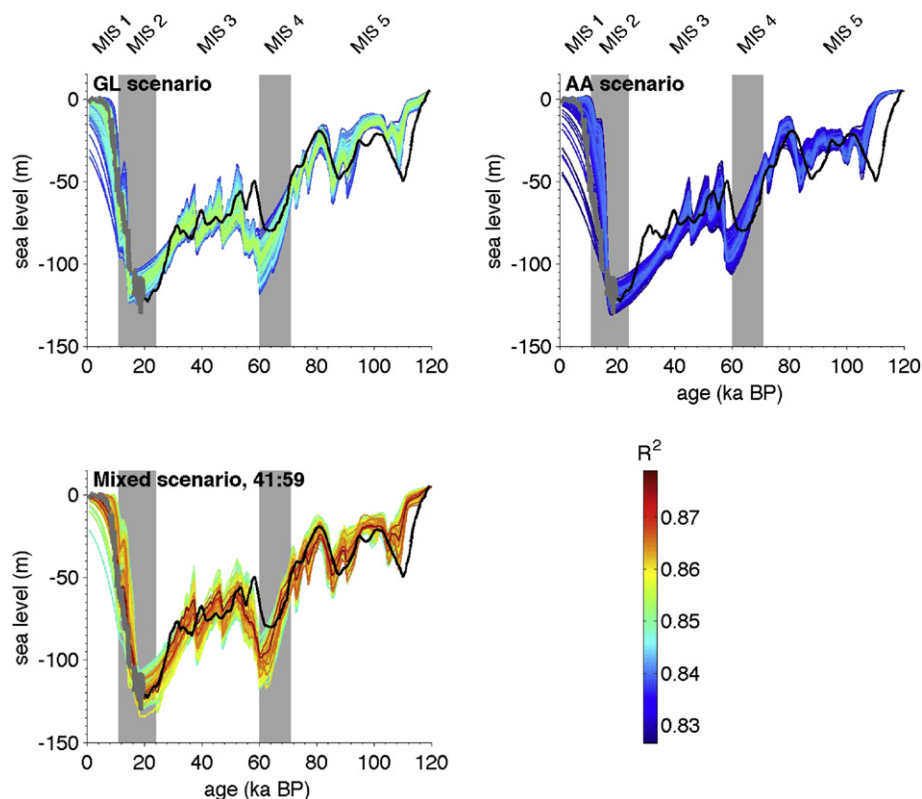 MIS 1 MIS 2 MIS 3 MIS 4 MIS 5 MIS 1 MIS 2 MIS 3 MIS 4 MIS 5
GL scenario
0
-50
-100
-150
sea level (m)
0 20 40 60 80 100 120
AA scenario
0
-50
-100
-150
sea level (m)
0 20 40 60 80 100 120
age (ka BP)
Mixed scenario, 41:59
0
-50
-100
-150
sea level (m)
0 20 40 60 80 100 120
age (ka BP)
R²
0.87
0.86
0.85
0.84
0.83